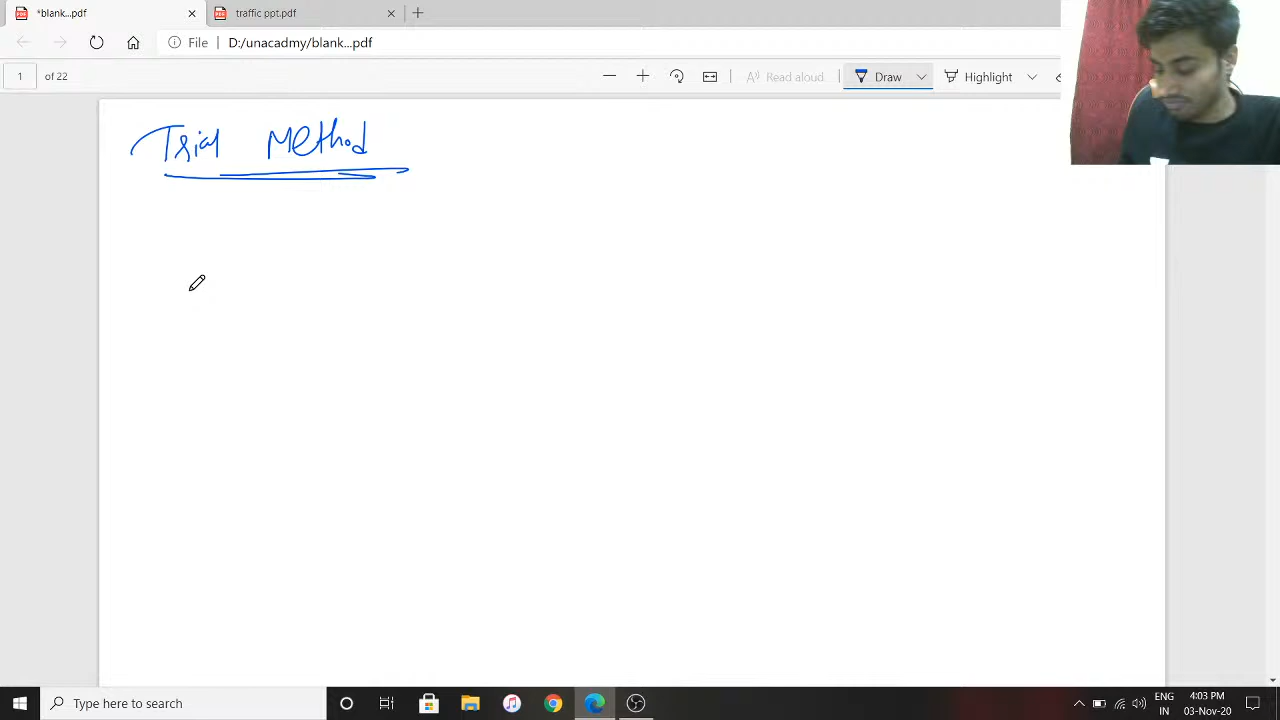 *blank...pdf
traffic ppt.pdf
File D:/unacadmy/blank...pdf
1 of 22 Read aloud Draw Highlight
Trial Method
Type here to search
ENG 4:03 PM
IN 03-Nov-20